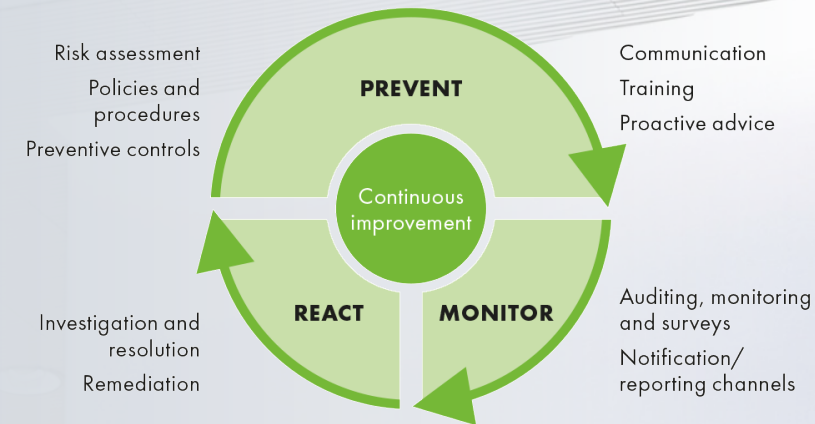 Risk assessment
Policies and
procedures
Preventive controls
PREVENT
Communication
Training
Proactive advice
Continuous
improvement
REACT
MONITOR
Investigation and
resolution
Remediation
Auditing, monitoring
and surveys
Notification/
reporting channels